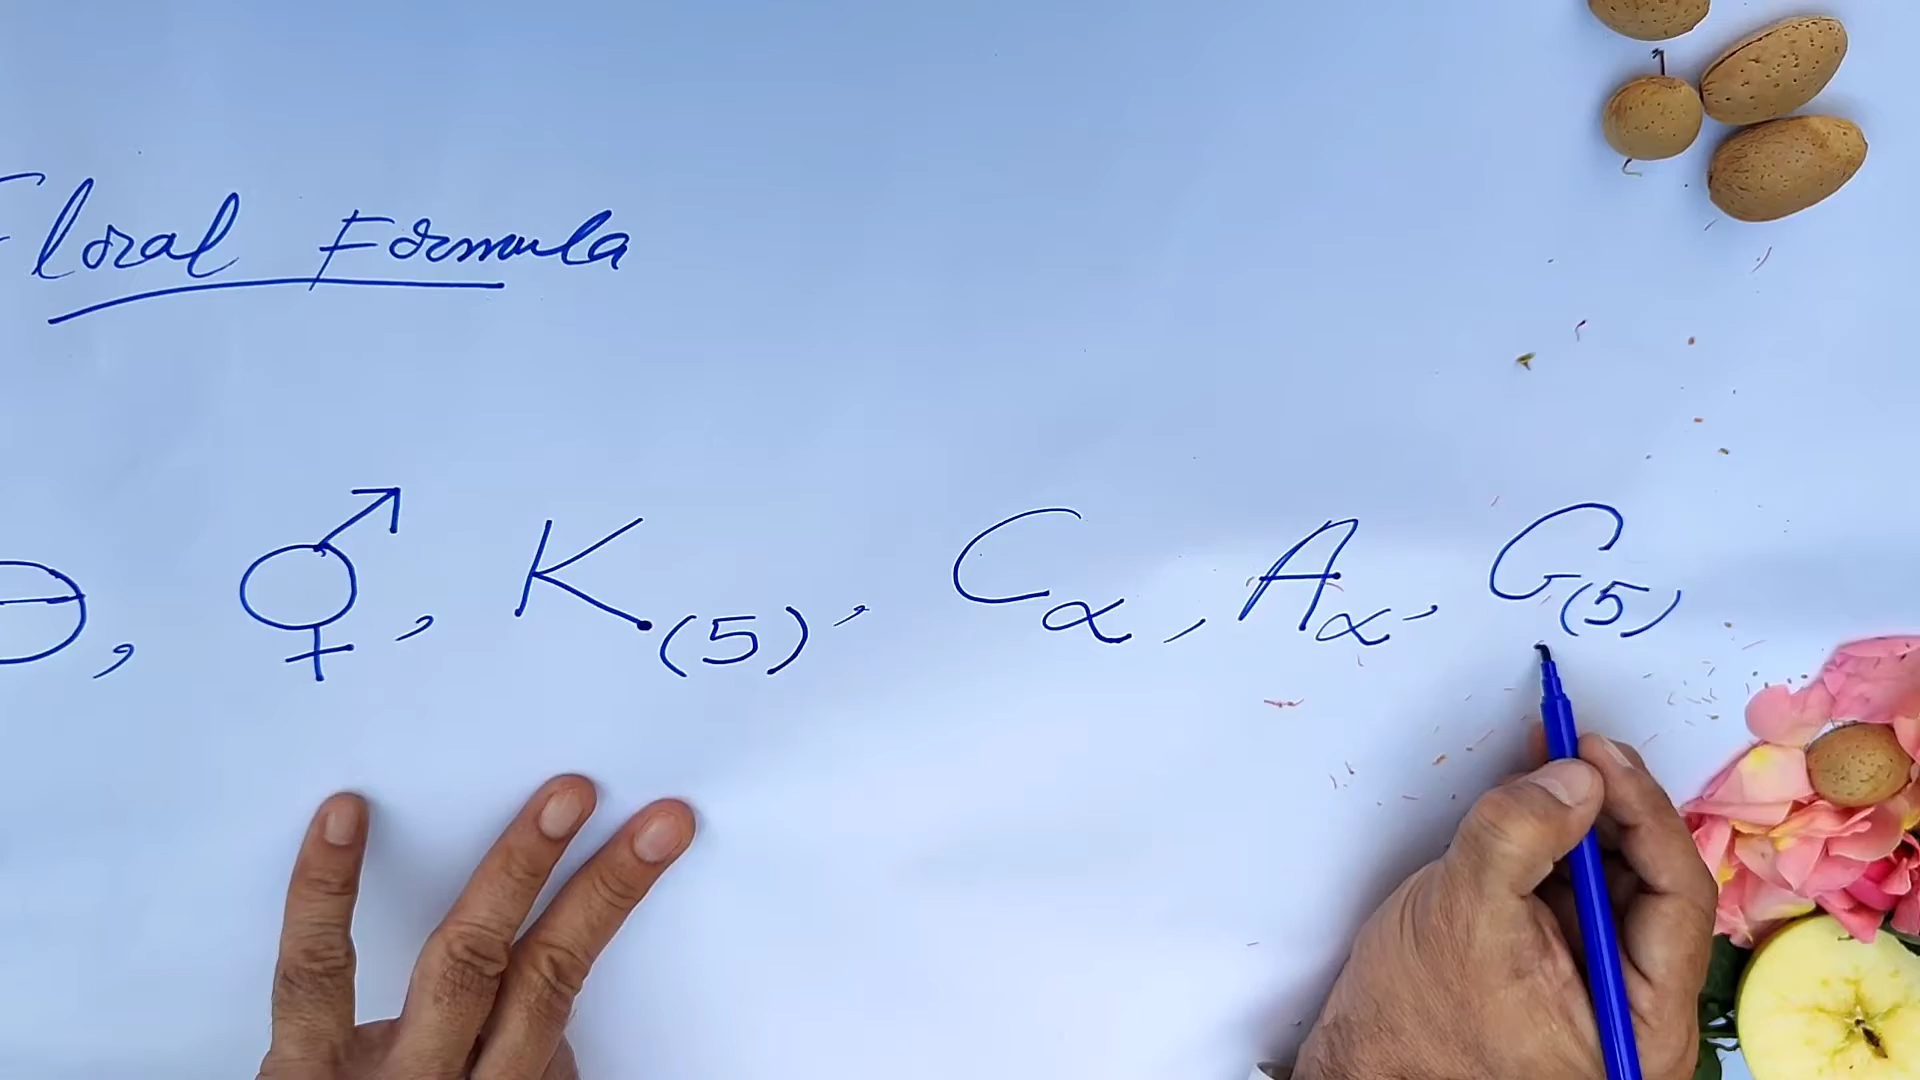 Floral Formula
⊖, ⚥, K(5), Cα, Aα, G(5)